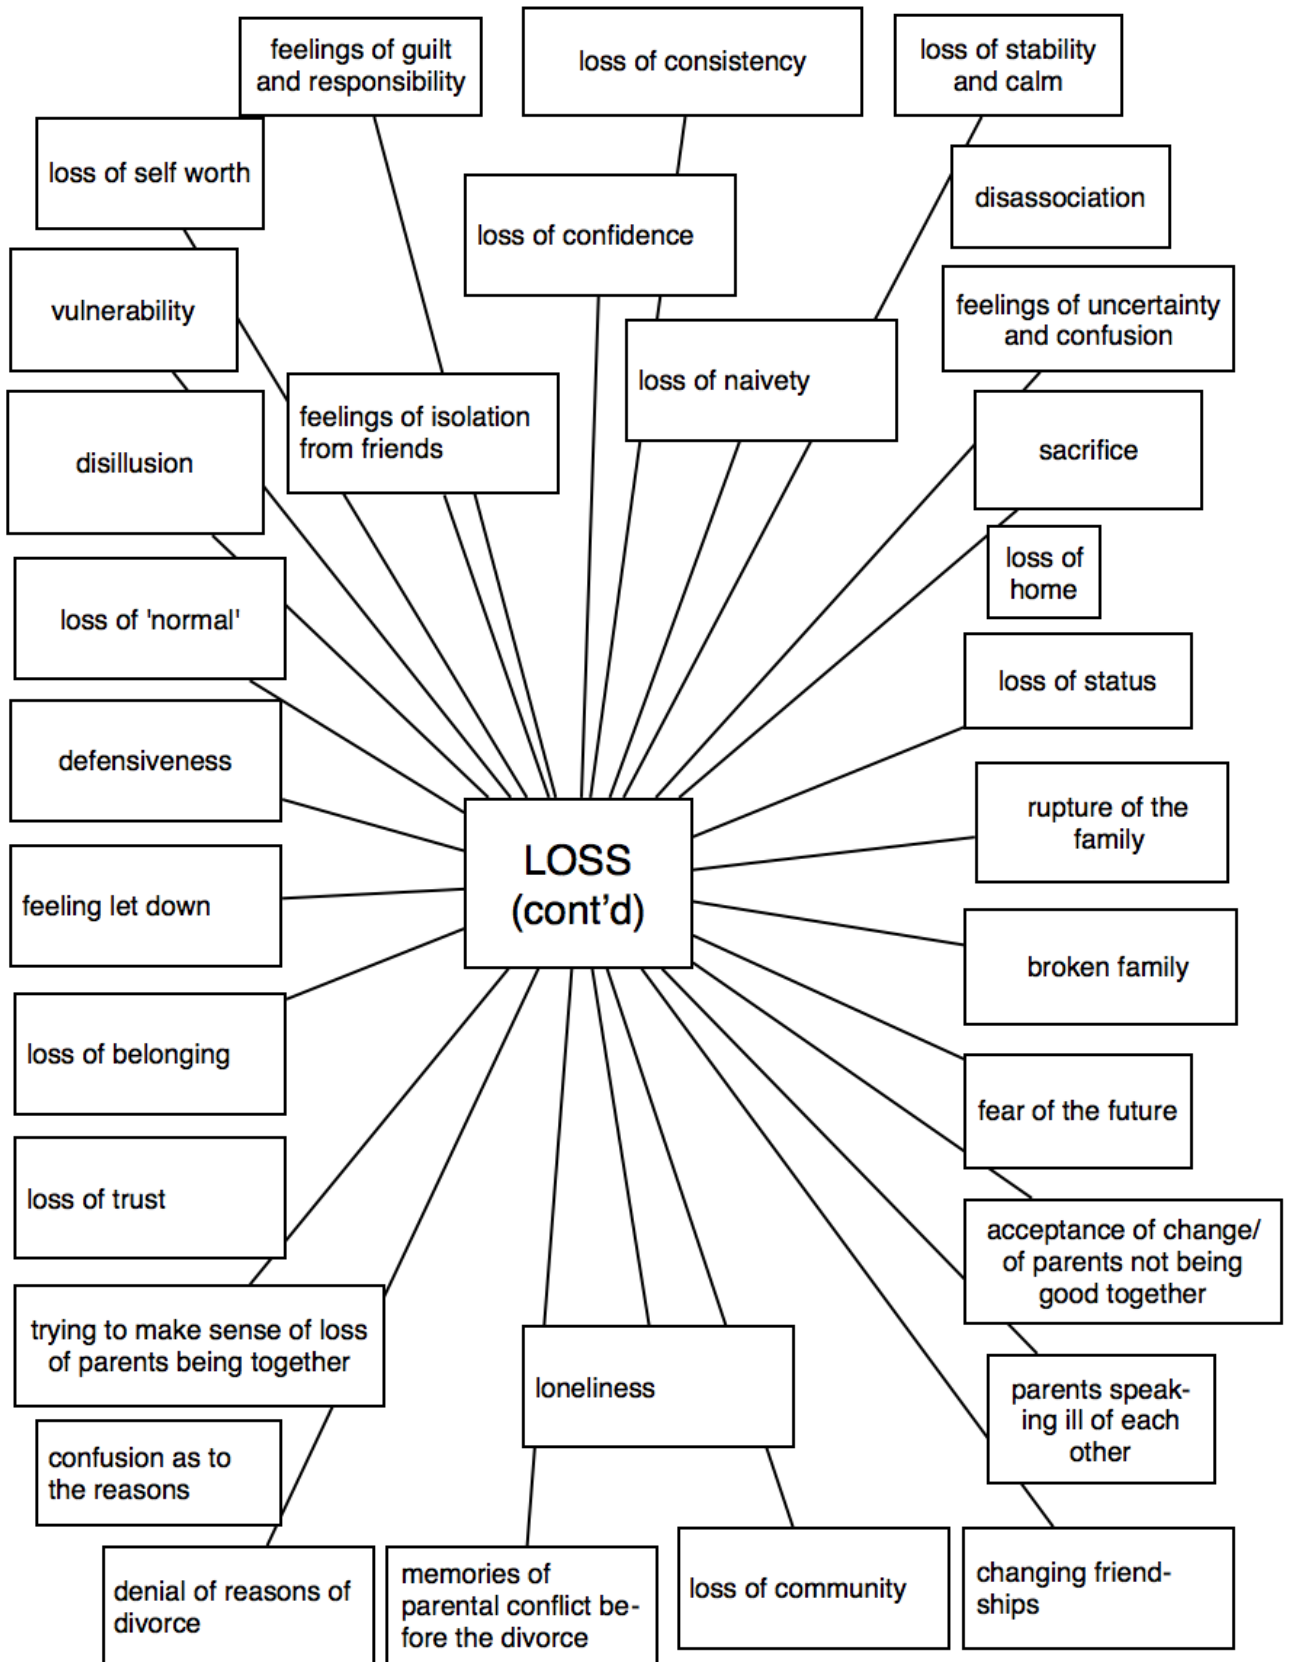 feelings of guilt
and responsibility
loss of consistency
loss of stability
and calm
loss of self worth
disassociation
loss of confidence
vulnerability
feelings of uncertainty
and confusion
loss of naivety
feelings of isolation
from friends
disillusion
sacrifice
loss of
home
loss of 'normal'
loss of status
defensiveness
rupture of the
family
LOSS
(cont’d)
feeling let down
broken family
loss of belonging
fear of the future
loss of trust
acceptance of change/
of parents not being
good together
trying to make sense of loss
of parents being together
loneliness
parents speak-
ing ill of each
other
confusion as to
the reasons
denial of reasons of
divorce
memories of
parental conflict be-
fore the divorce
loss of community
changing friend-
ships